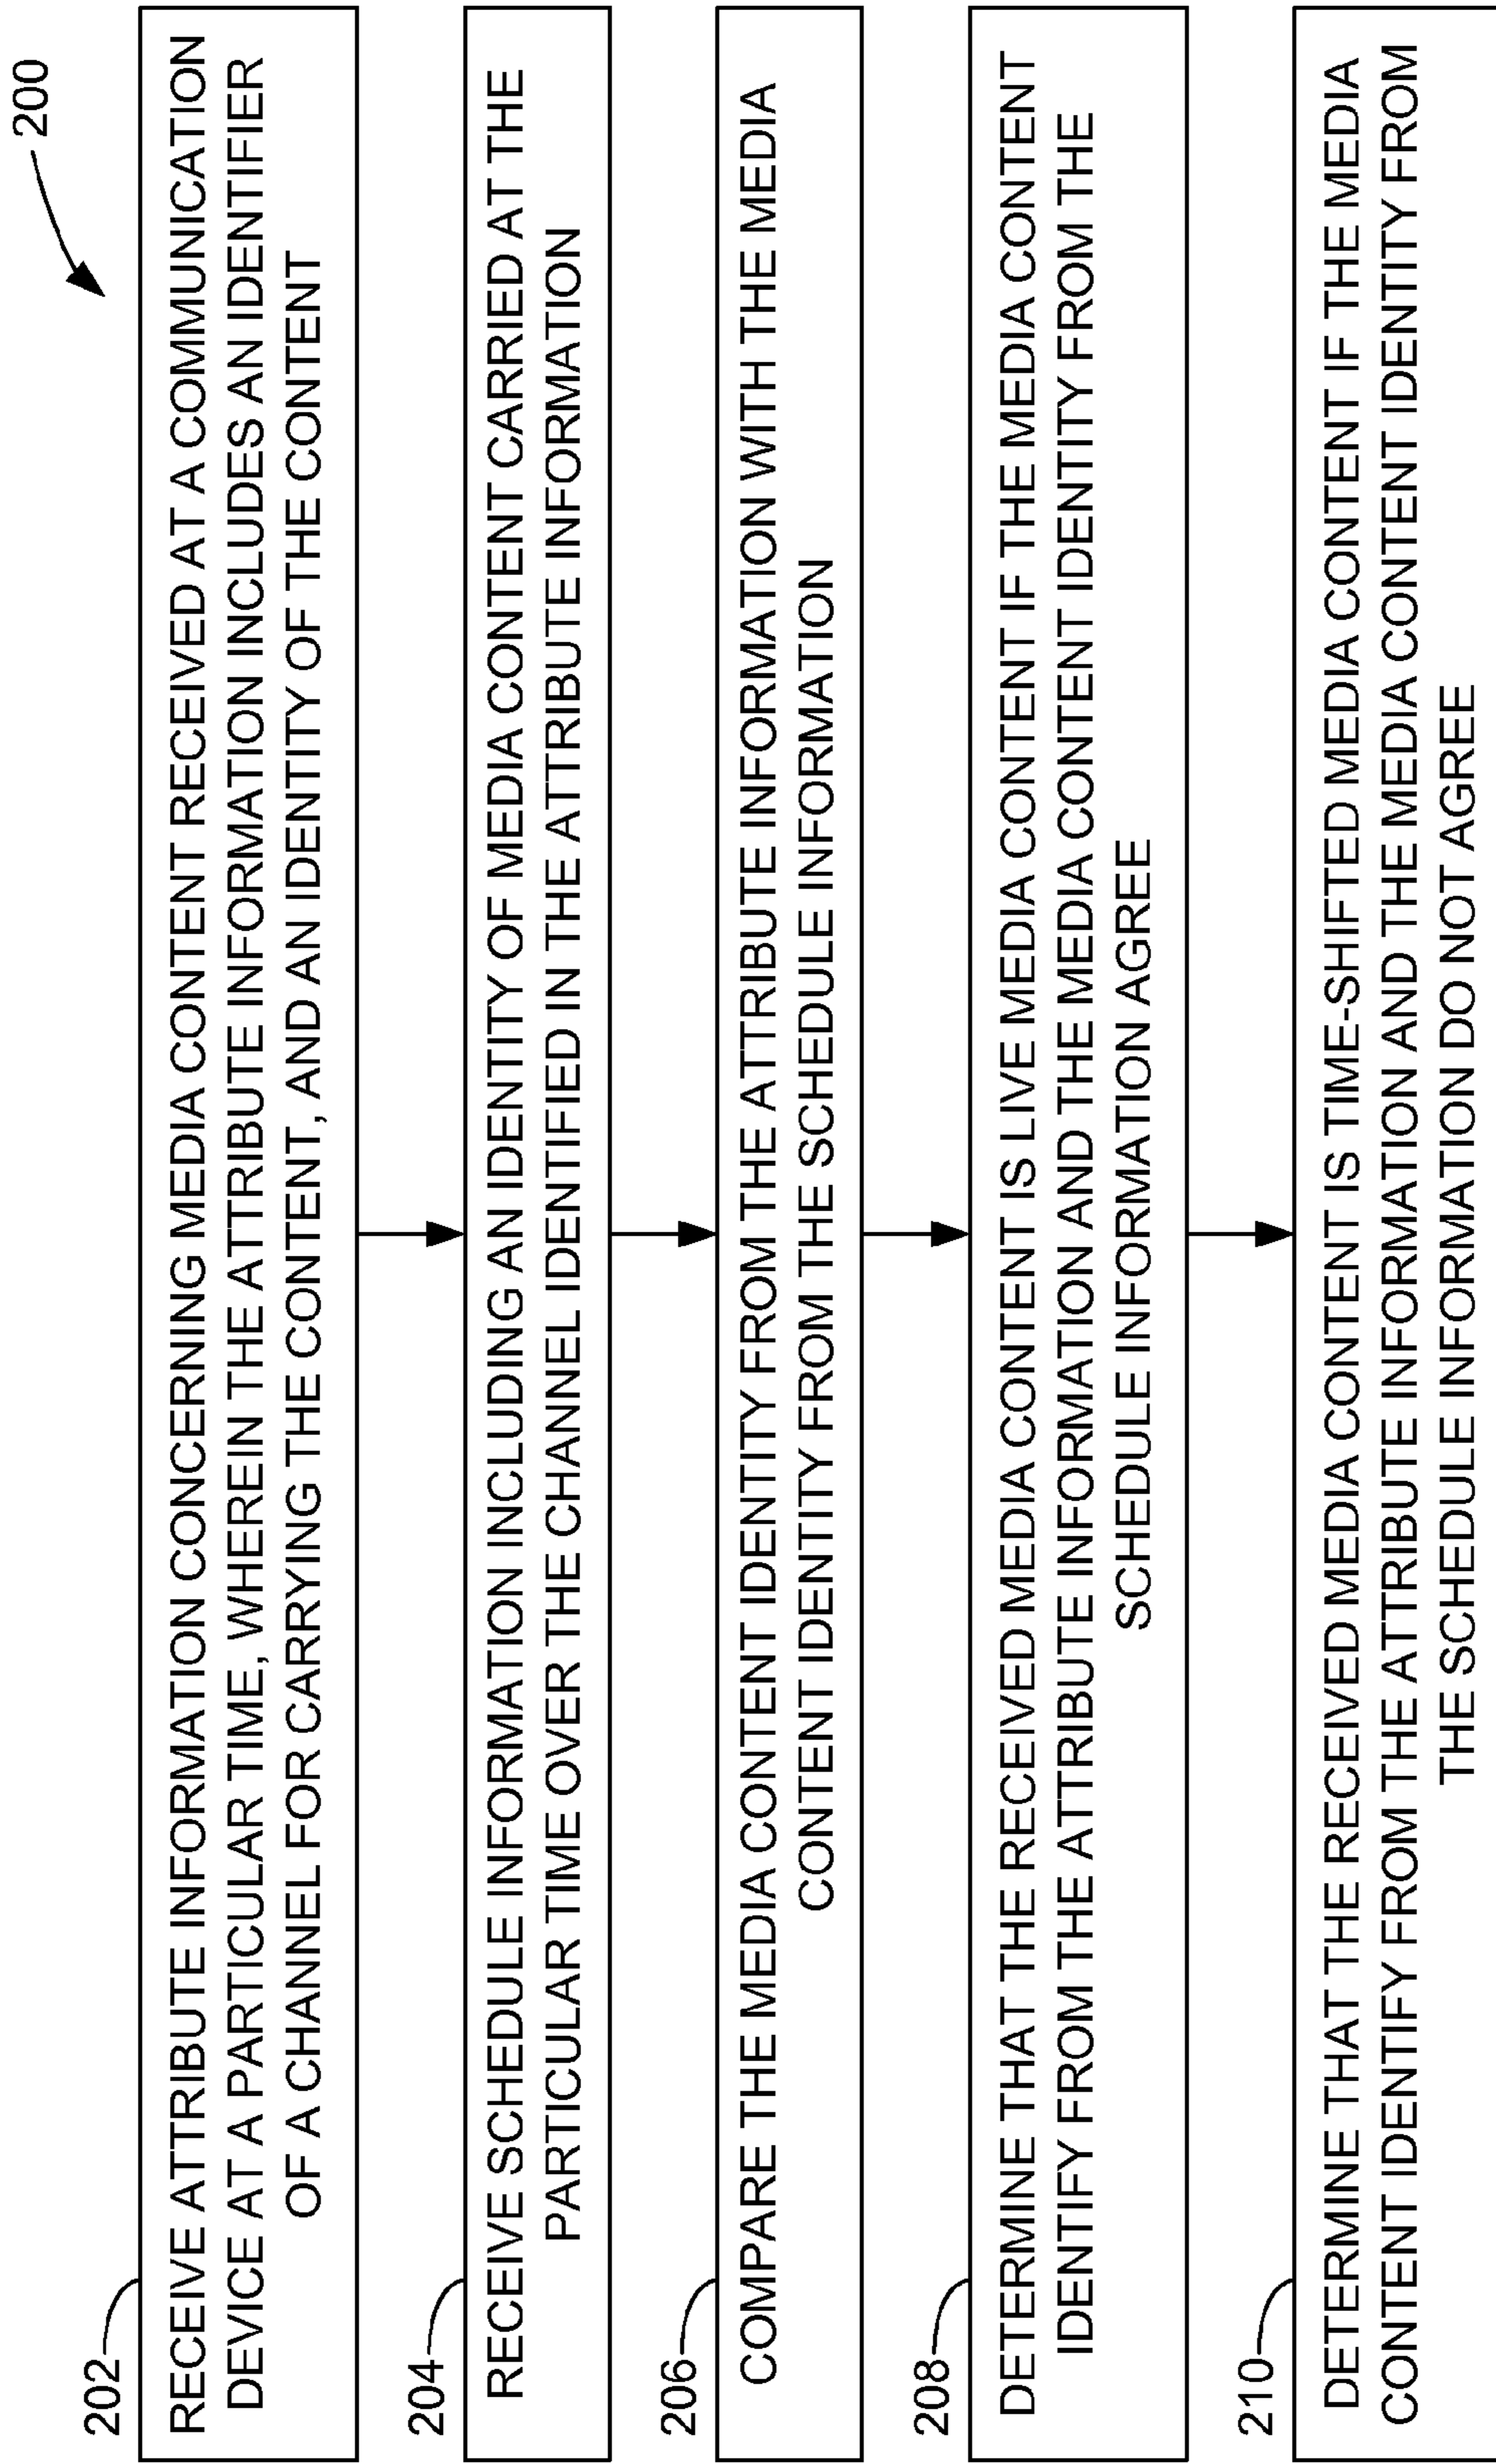 200
202
RECEIVE ATTRIBUTE INFORMATION CONCERNING MEDIA CONTENT RECEIVED AT A COMMUNICATION
DEVICE AT A PARTICULAR TIME, WHEREIN THE ATTRIBUTE INFORMATION INCLUDES AN IDENTIFIER
OF A CHANNEL FOR CARRYING THE CONTENT, AND AN IDENTITY OF THE CONTENT
204
RECEIVE SCHEDULE INFORMATION INCLUDING AN IDENTITY OF MEDIA CONTENT CARRIED AT THE
PARTICULAR TIME OVER THE CHANNEL IDENTIFIED IN THE ATTRIBUTE INFORMATION
206
COMPARE THE MEDIA CONTENT IDENTITY FROM THE ATTRIBUTE INFORMATION WITH THE MEDIA
CONTENT IDENTITY FROM THE SCHEDULE INFORMATION
208
DETERMINE THAT THE RECEIVED MEDIA CONTENT IS LIVE MEDIA CONTENT IF THE MEDIA CONTENT
IDENTIFY FROM THE ATTRIBUTE INFORMATION AND THE MEDIA CONTENT IDENTITY FROM THE
SCHEDULE INFORMATION AGREE
210
DETERMINE THAT THE RECEIVED MEDIA CONTENT IS TIME-SHIFTED MEDIA CONTENT IF THE MEDIA
CONTENT IDENTIFY FROM THE ATTRIBUTE INFORMATION AND THE MEDIA CONTENT IDENTITY FROM
THE SCHEDULE INFORMATION DO NOT AGREE